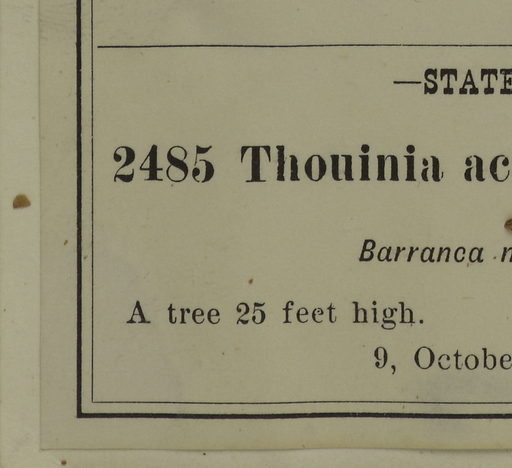 —STATE
2485 Thouinia ac
Barranca n
A tree 25 feet high.
9, Octobe